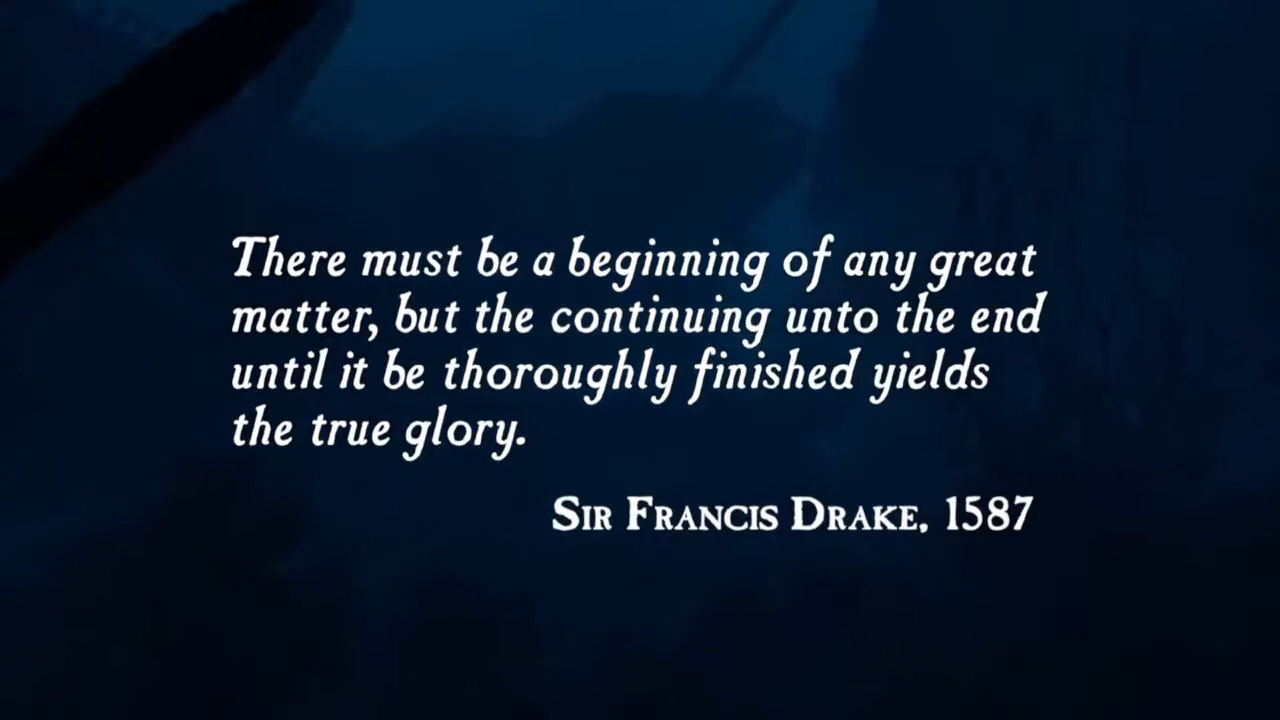 There must be a beginning of any great
matter, but the continuing unto the end
until it be thoroughly finished yields
the true glory.
SIR FRANCIS DRAKE, 1587